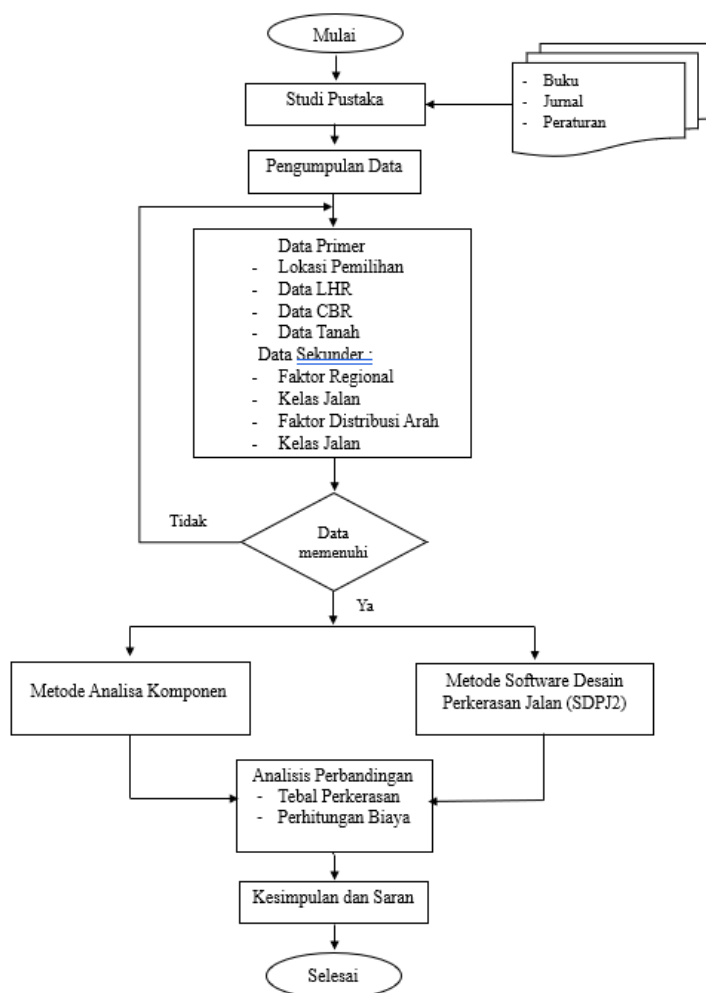 Mulai
Studi Pustaka
- Buku
- Jurnal
- Peraturan
Pengumpulan Data
Data Primer
- Lokasi Pemilihan
- Data LHR
- Data CBR
- Data Tanah
Data Sekunder :
- Faktor Regional
- Kelas Jalan
- Faktor Distribusi Arah
- Kelas Jalan
Tidak
Data
memenuhi
Ya
Metode Analisa Komponen
Metode Software Desain
Perkerasan Jalan (SDPJ2)
Analisis Perbandingan
- Tebal Perkerasan
- Perhitungan Biaya
Kesimpulan dan Saran
Selesai